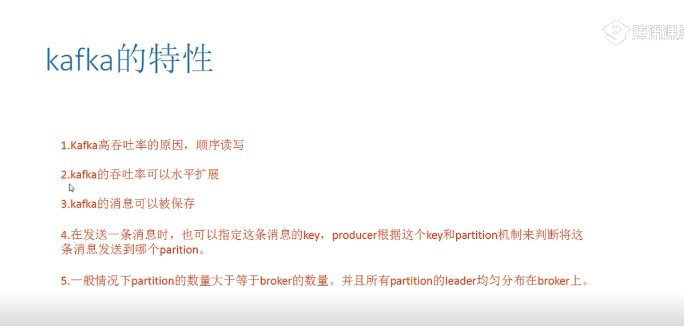 腾讯课堂
kafka的特性
1.Kafka高吞吐率的原因，顺序读写
2.kafka的吞吐率可以水平扩展
3.kafka的消息可以被保存
4.在发送一条消息时，也可以指定这条消息的key，producer根据这个key和partition机制来判断将这
条消息发送到哪个parition。
5.一般情况下partition的数量大于等于broker的数量。并且所有partition的leader均匀分布在broker上。